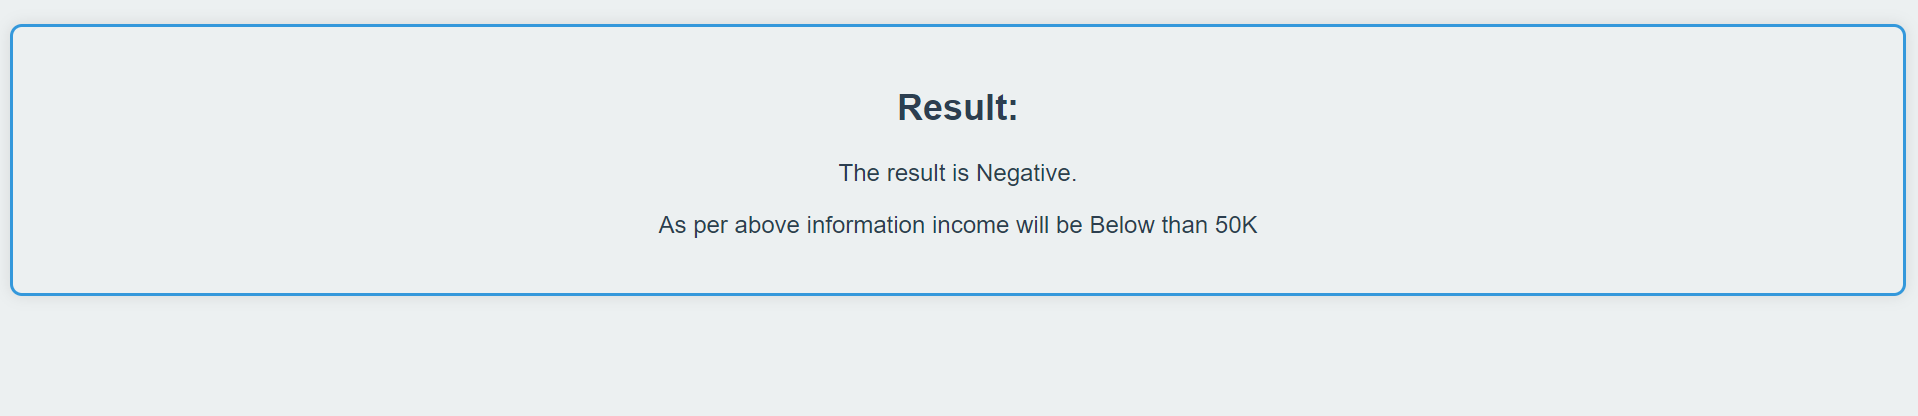 Result:
The result is Negative.
As per above information income will be Below than 50K